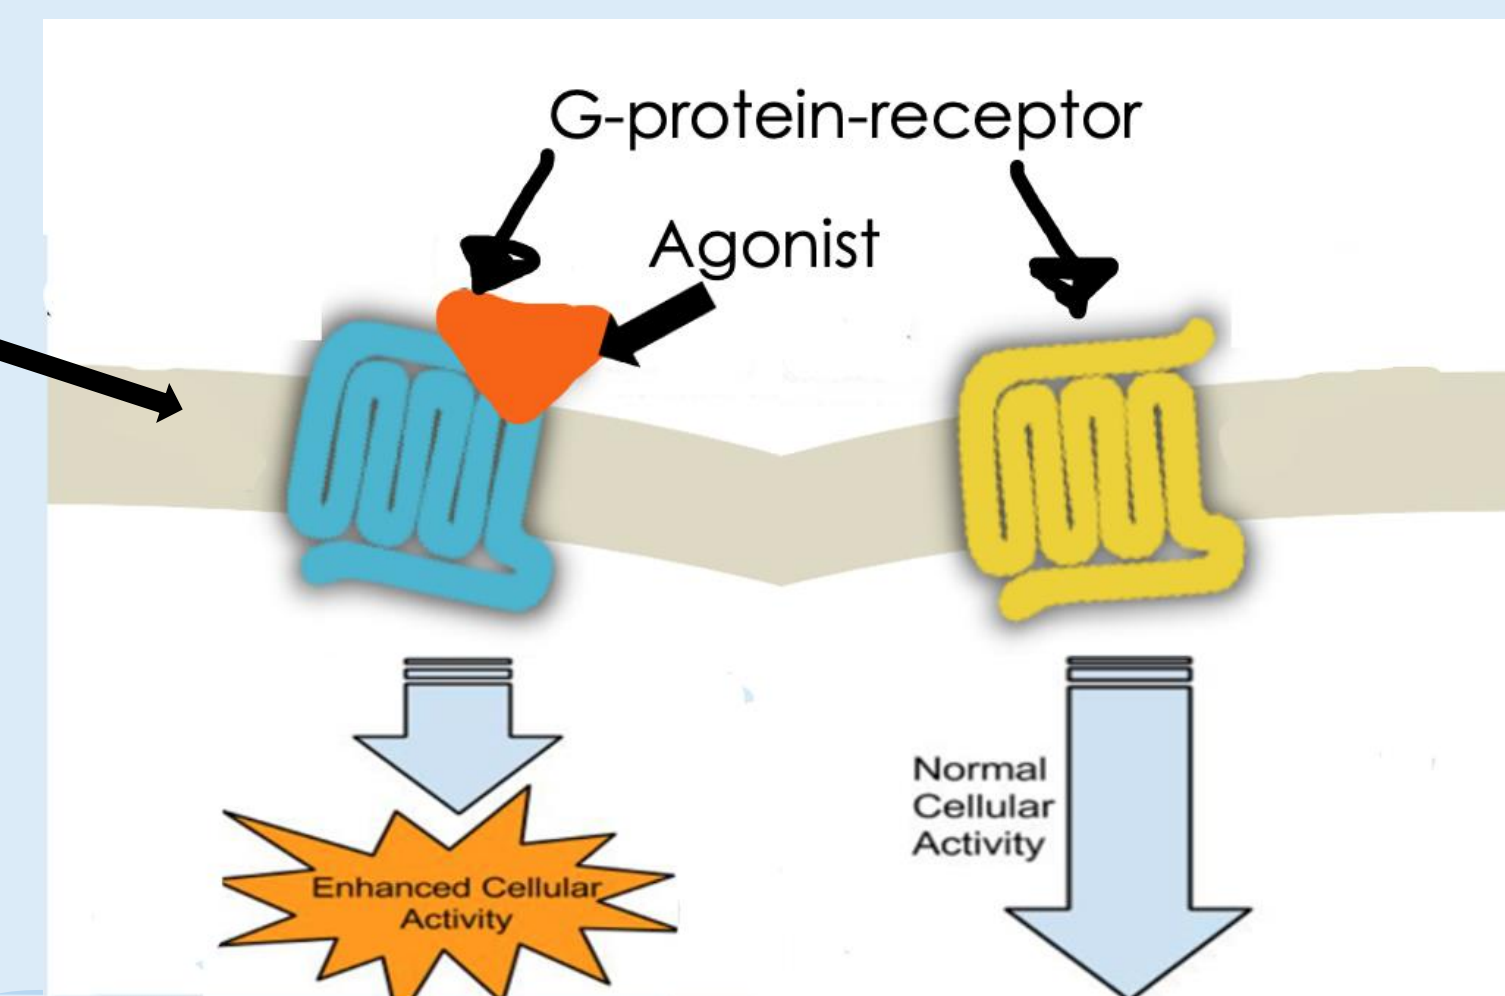 G-protein-receptor
Agonist
Normal
Cellular
Activity
Enhanced Cellular
Activity